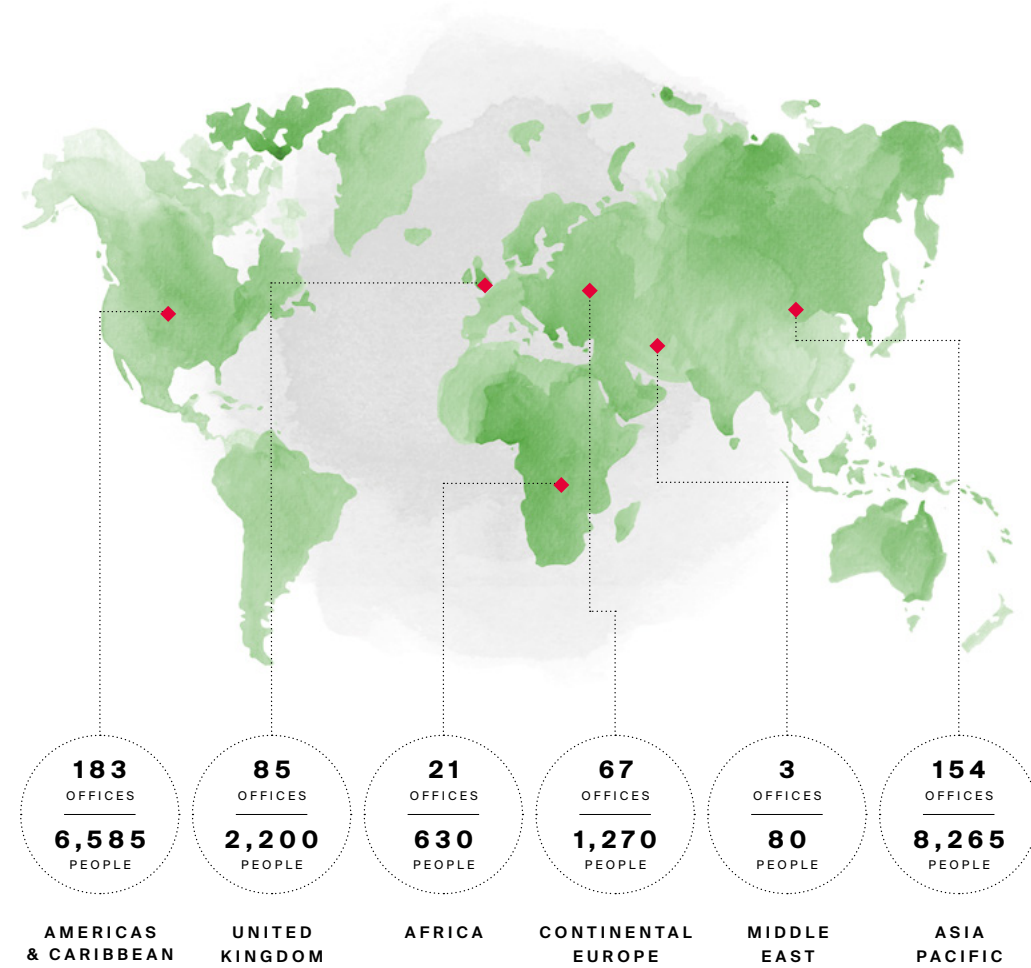 183
OFFICES
6,585
PEOPLE
AMERICAS
& CARIBBEAN
85
OFFICES
2,200
PEOPLE
UNITED
KINGDOM
21
OFFICES
630
PEOPLE
AFRICA
67
OFFICES
1,270
PEOPLE
CONTINENTAL
EUROPE
3
OFFICES
80
PEOPLE
MIDDLE
EAST
154
OFFICES
8,265
PEOPLE
ASIA
PACIFIC